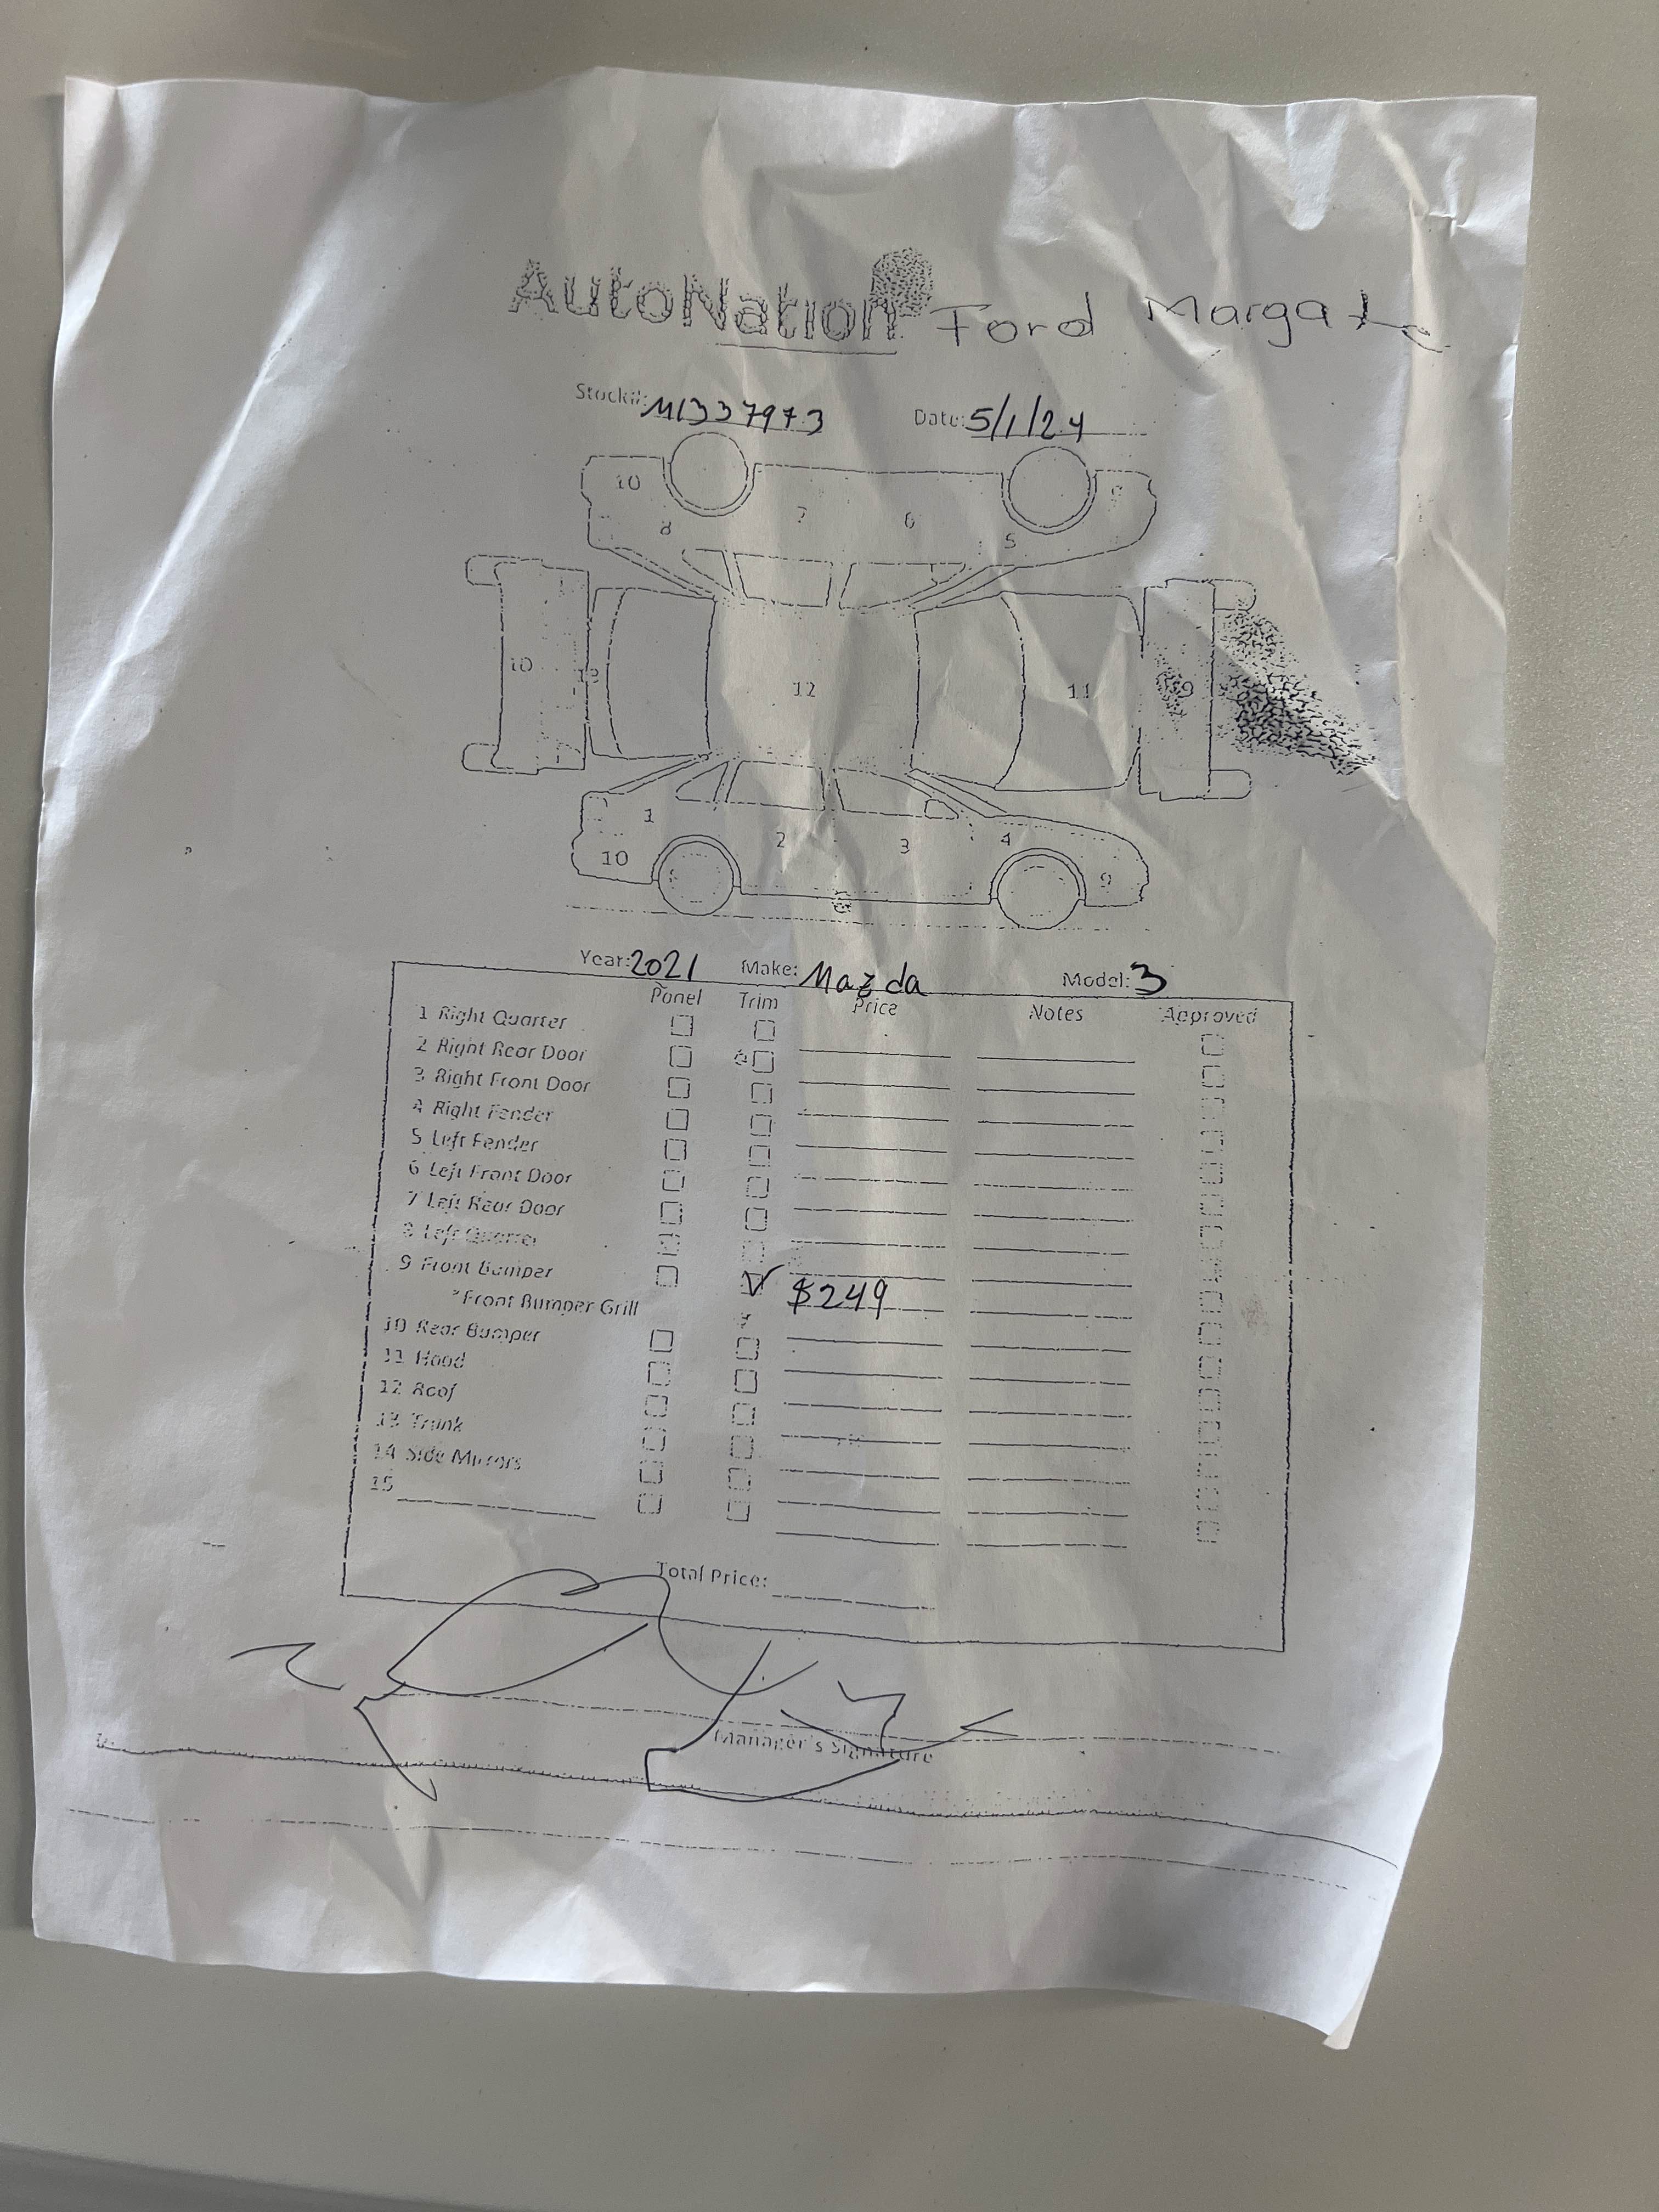 AutoNation Ford Margate
Stock#: M1337973 Date: 5/1/24
10 8 7 6 5 9
10 13 12 11 9
1 2 3 4
10 9
Year: 2021 Make: Mazda Model: 3
Panel Trim Price Notes Approved
1 Right Quarter
2 Right Rear Door
3 Right Front Door
4 Right Fender
5 Left Fender
6 Left Front Door
7 Left Rear Door
8 Left Quarter
9 Front Bumper $249
*Front Bumper Grill
10 Rear Bumper
11 Hood
12 Roof
13 Trunk
14 Side Mirrors
15
Total Price:
Manager's Signature